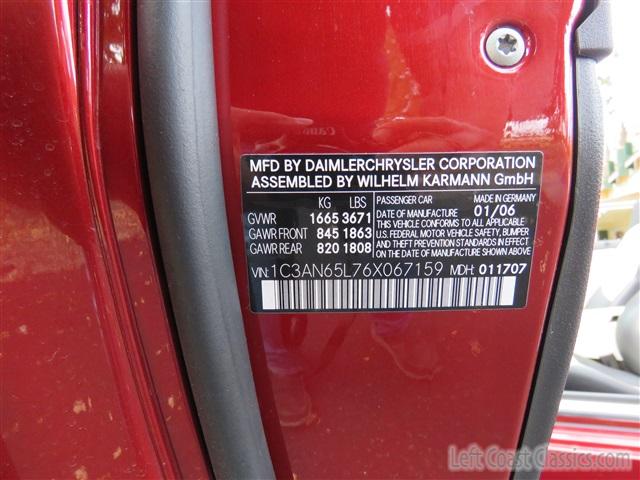 MFD BY DAIMLERCHRYSLER CORPORATION
ASSEMBLED BY WILHELM KARMANN GmbH
KG LBS
GVWR 1665 3671
GAWR FRONT 845 1863
GAWR REAR 820 1808
PASSENGER CAR MADE IN GERMANY
DATE OF MANUFACTURE 01/06
THIS VEHICLE CONFORMS TO ALL APPLICABLE
U.S. FEDERAL MOTOR VEHICLE SAFETY, BUMPER
AND THEFT PREVENTION STANDARDS IN EFFECT
ON THE DATE OF MANUFACTURE SHOWN ABOVE.
VIN: 1C3AN65L76X067159 MDH: 011707
Left Coast Classics.com